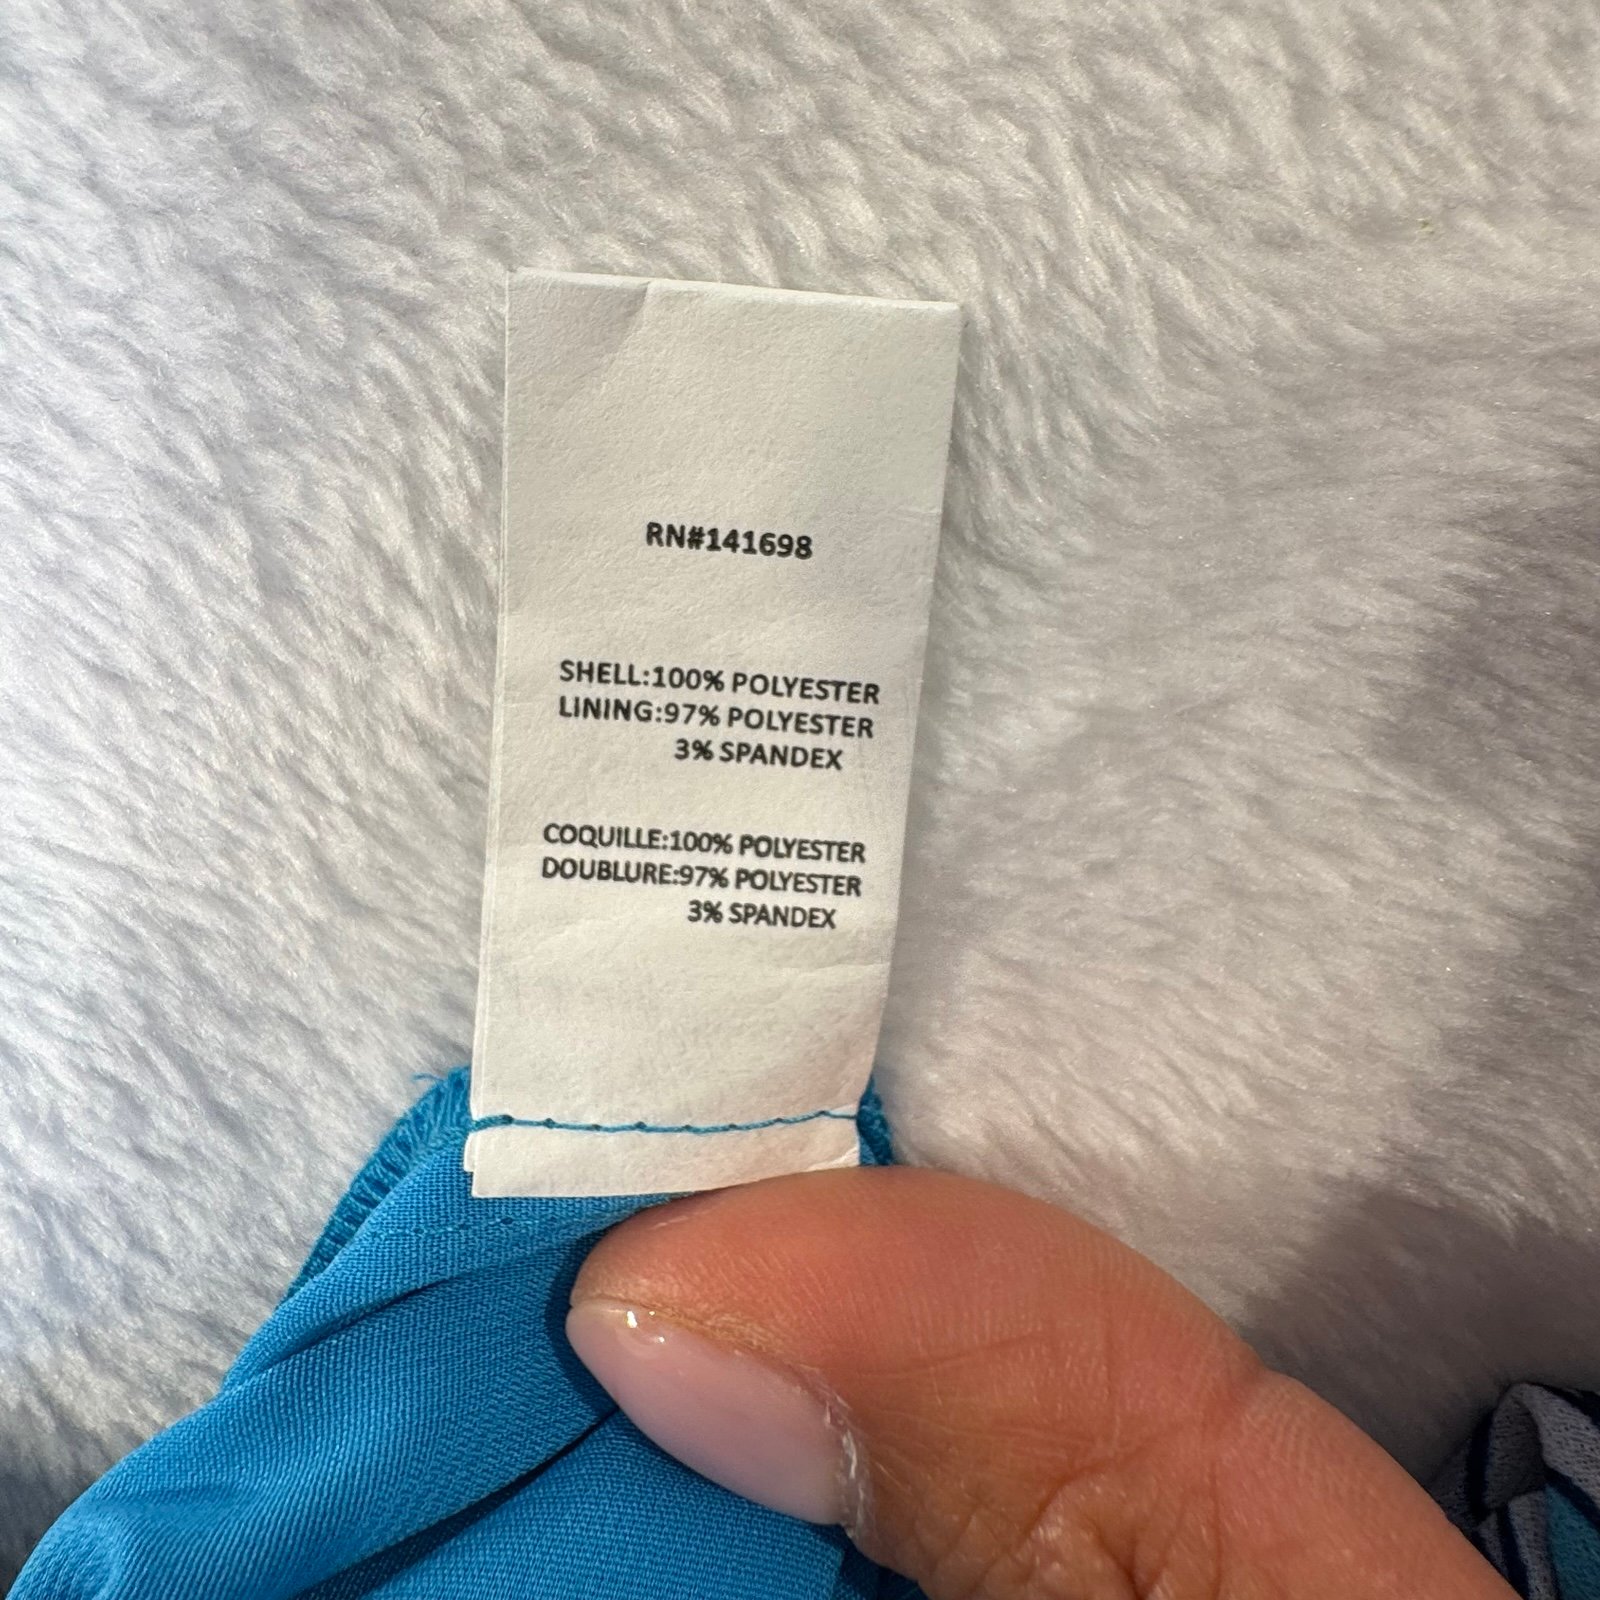 RN#141698
SHELL:100% POLYESTER
LINING:97% POLYESTER
3% SPANDEX
COQUILLE:100% POLYESTER
DOUBLURE:97% POLYESTER
3% SPANDEX